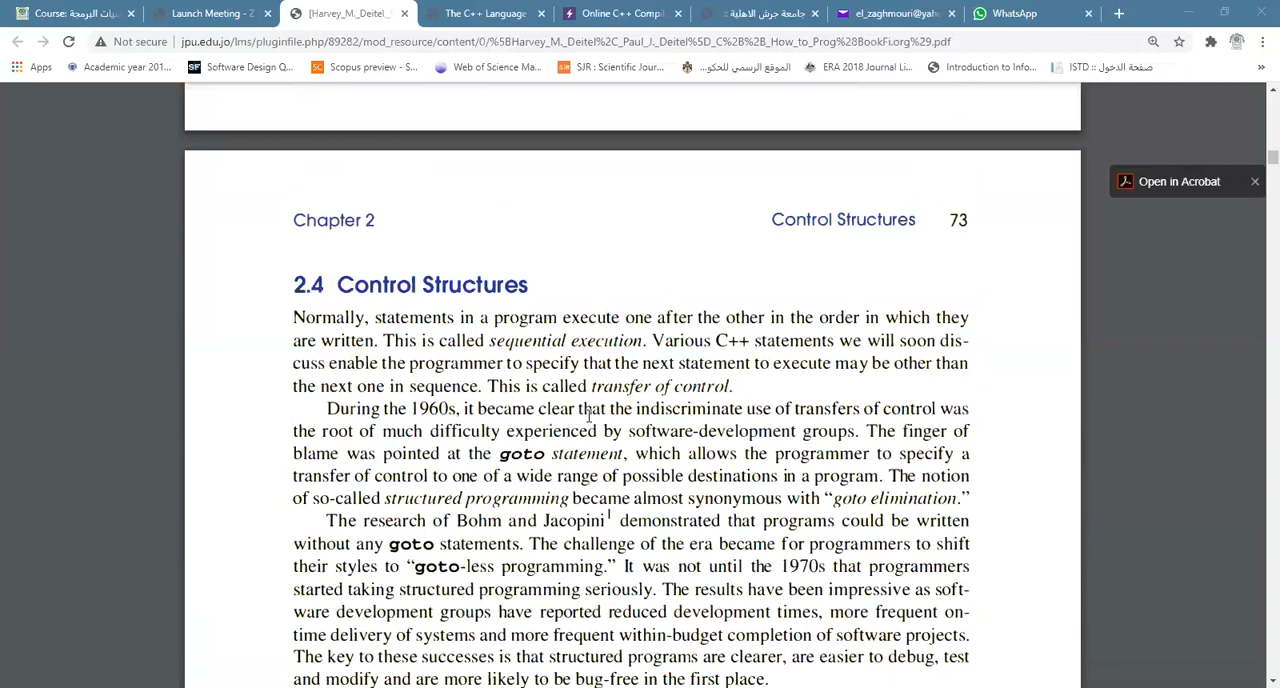 Course: أساسيات البرمجة
Launch Meeting - Z
[Harvey_M._Deitel_
The C++ Language
Online C++ Compil
جامعة جرش الاهلية ::
el_zaghmouri@yah
WhatsApp
Not secure | jpu.edu.jo/lms/pluginfile.php/89282/mod_resource/content/0/%5BHarvey_M._Deitel%2C_Paul_J._Deitel%5D_C%2B%2B_How_to_Prog%28BookFi.org%29.pdf
Apps
Academic year 201...
Software Design Q...
Scopus preview - S...
Web of Science Ma...
SJR : Scientific Jour...
الموقع الرسمي للحكو...
ERA 2018 Journal Li...
Introduction to Info...
ISTD :: صفحة الدخول
»
Open in Acrobat
Chapter 2 Control Structures 73
2.4 Control Structures
Normally, statements in a program execute one after the other in the order in which they
are written. This is called sequential execution. Various C++ statements we will soon dis-
cuss enable the programmer to specify that the next statement to execute may be other than
the next one in sequence. This is called transfer of control.
During the 1960s, it became clear that the indiscriminate use of transfers of control was
the root of much difficulty experienced by software-development groups. The finger of
blame was pointed at the goto statement, which allows the programmer to specify a
transfer of control to one of a wide range of possible destinations in a program. The notion
of so-called structured programming became almost synonymous with “goto elimination.”
The research of Bohm and Jacopini1 demonstrated that programs could be written
without any goto statements. The challenge of the era became for programmers to shift
their styles to “goto-less programming.” It was not until the 1970s that programmers
started taking structured programming seriously. The results have been impressive as soft-
ware development groups have reported reduced development times, more frequent on-
time delivery of systems and more frequent within-budget completion of software projects.
The key to these successes is that structured programs are clearer, are easier to debug, test
and modify and are more likely to be bug-free in the first place.